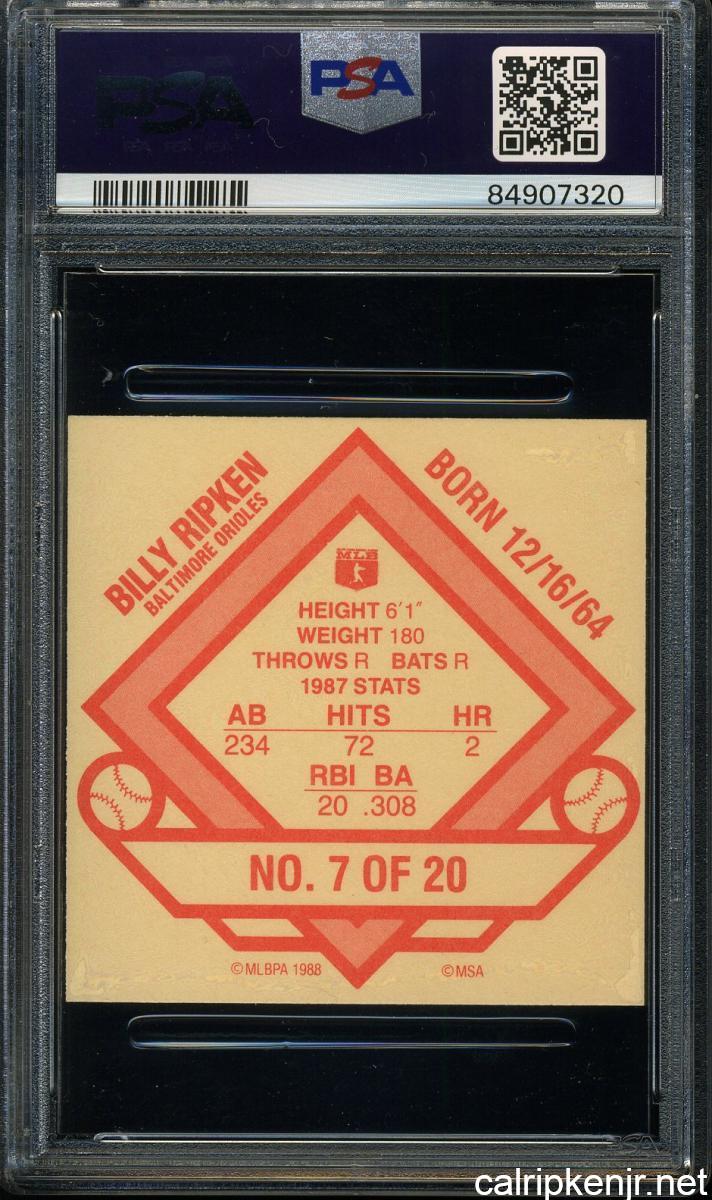 PSA
PSA
84907320
BILLY RIPKEN
BALTIMORE ORIOLES
BORN 12/16/64
MLB
HEIGHT 6'1"
WEIGHT 180
THROWS R BATS R
1987 STATS
AB HITS HR
234 72 2
RBI BA
20 .308
NO. 7 OF 20
©MLBPA 1988 ©MSA
PSA
calripkenjr.net